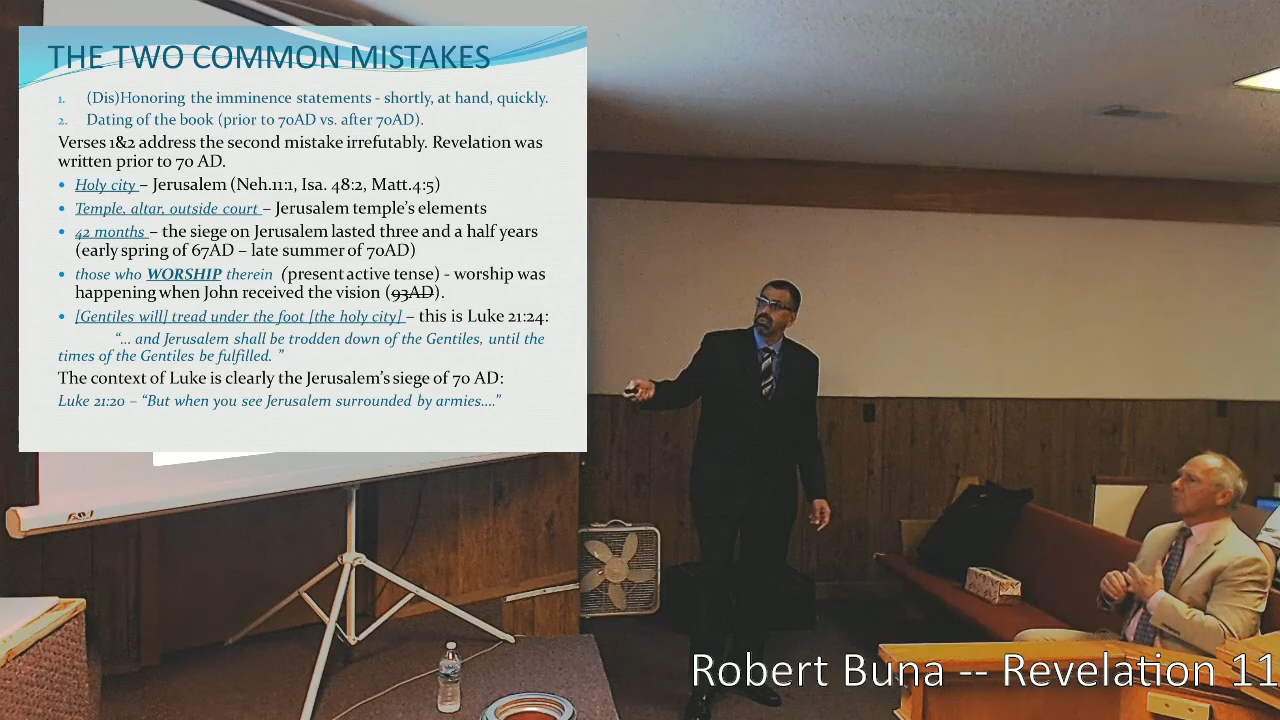 THE TWO COMMON MISTAKES
1. (Dis)Honoring the imminence statements - shortly, at hand, quickly.
2. Dating of the book (prior to 70AD vs. after 70AD).
Verses 1&2 address the second mistake irrefutably. Revelation was
written prior to 70 AD.
• Holy city – Jerusalem (Neh.11:1, Isa. 48:2, Matt.4:5)
• Temple, altar, outside court – Jerusalem temple's elements
• 42 months – the siege on Jerusalem lasted three and a half years
(early spring of 67AD – late summer of 70AD)
• those who WORSHIP therein (present active tense) - worship was
happening when John received the vision (93AD).
• [Gentiles will] tread under the foot [the holy city] – this is Luke 21:24:
"... and Jerusalem shall be trodden down of the Gentiles, until the
times of the Gentiles be fulfilled. "
The context of Luke is clearly the Jerusalem's siege of 70 AD:
Luke 21:20 – "But when you see Jerusalem surrounded by armies...."
Robert Buna -- Revelation 11